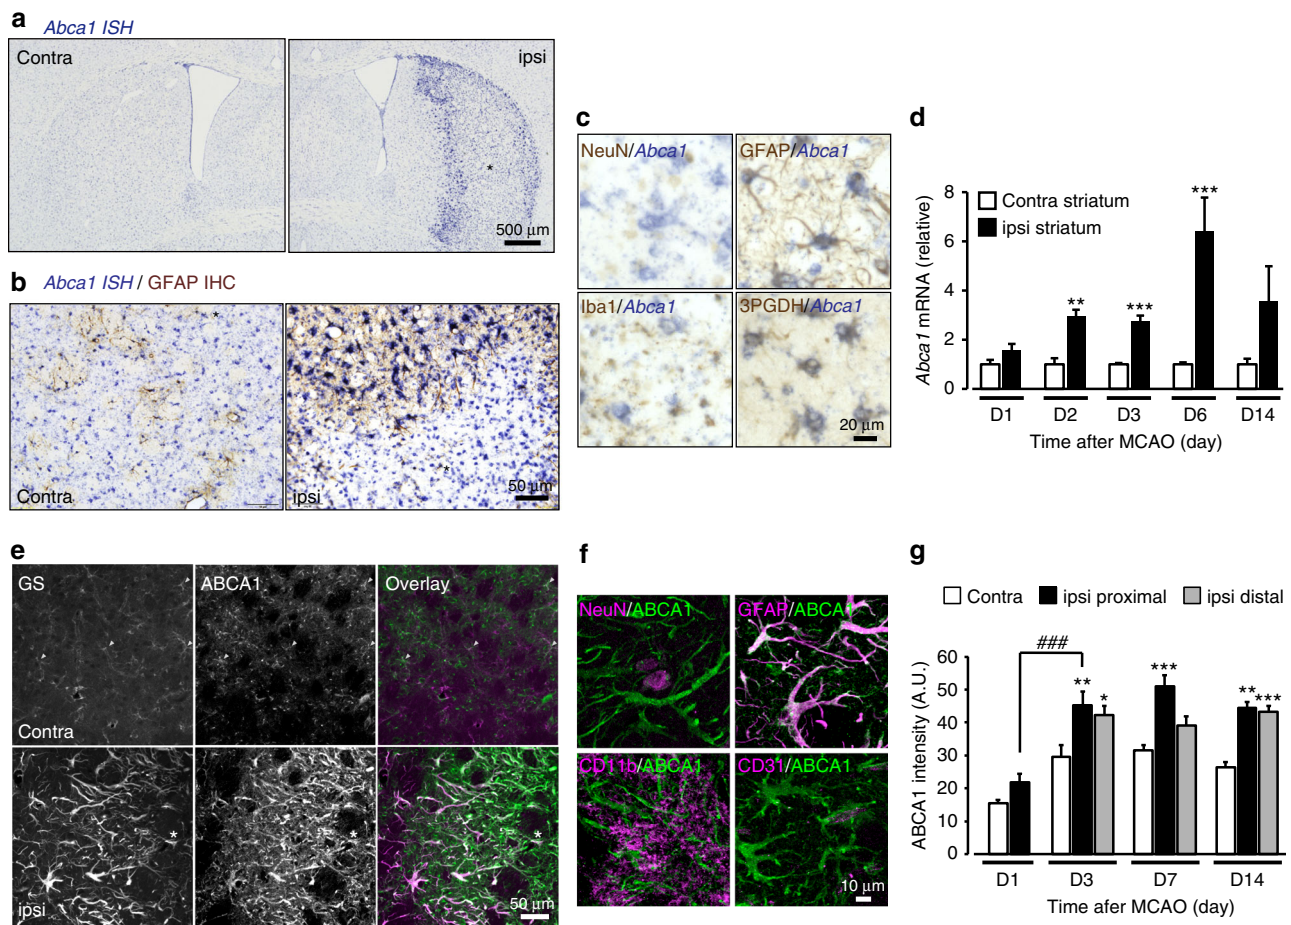 a
Abca1 ISH
Contra
ipsi
*
500 µm
b
Abca1 ISH / GFAP IHC
*
Contra
*
ipsi
50 µm
c
NeuN/Abca1
GFAP/Abca1
Iba1/Abca1
3PGDH/Abca1
20 µm
d
Abca1 mRNA (relative)
8
6
4
2
0
Contra striatum
ipsi striatum
**
***
***
D1
D2
D3
D6
D14
Time after MCAO (day)
e
GS
ABCA1
Overlay
Contra
ipsi
*
*
*
50 µm
f
NeuN/ABCA1
GFAP/ABCA1
CD11b/ABCA1
CD31/ABCA1
10 µm
g
Contra
ipsi proximal
ipsi distal
ABCA1 intensity (A.U.)
60
50
40
30
20
10
0
###
**
*
***
**
***
D1
D3
D7
D14
Time afer MCAO (day)